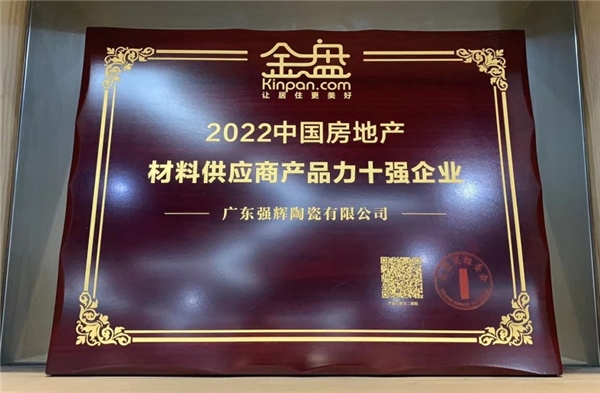 金盘
Kinpan.com
让居住更美好
2022中国房地产
材料供应商产品力十强企业
广东强辉陶瓷有限公司